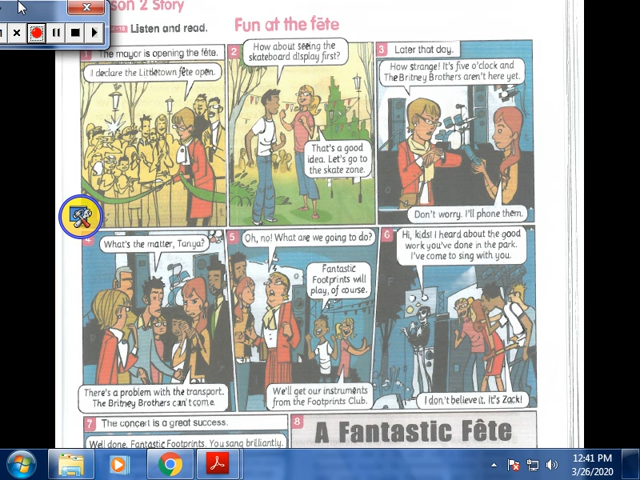 son 2 Story
Listen and read.
Fun at the fête
1 The mayor is opening the fête.
I declare the Littletown fête open.
2
How about seeing the
skateboard display first?
That's a good
idea. Let's go to
the skate zone.
3 Later that day.
How strange! It's five o'clock and
The Britney Brothers aren't here yet.
Don't worry. I'll phone them.
4
What's the matter, Tanya?
There's a problem with the transport.
The Britney Brothers can't come.
5
Oh, no! What are we going to do?
Fantastic
Footprints will
play, of course.
We'll get our instruments
from the Footprints Club.
6
Hi, kids! I heard about the good
work you've done in the park.
I've come to sing with you.
I don't believe it. It's Zack!
7 The concert is a great success.
Well done, Fantastic Footprints. You sang brilliantly.
8
A Fantastic Fête
12:41 PM
3/26/2020